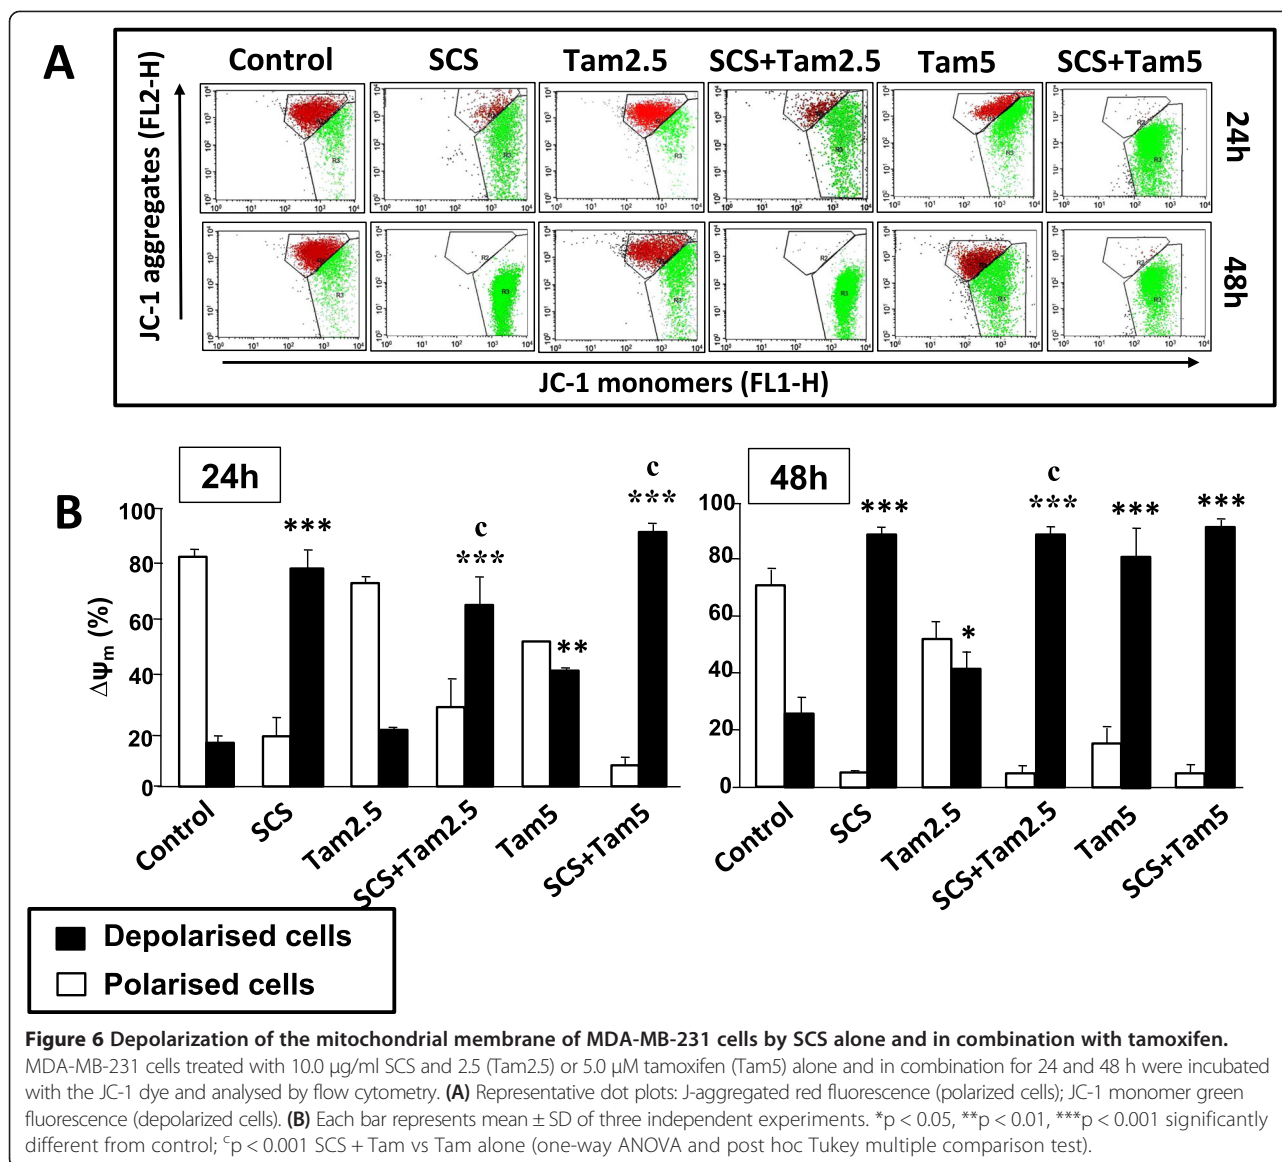 A
Control SCS Tam2.5 SCS+Tam2.5 Tam5 SCS+Tam5
JC-1 aggregates (FL2-H)
24h
48h
JC-1 monomers (FL1-H)
B
24h
ΔΨm (%)
100
80
60
40
20
0
***
c
***
**
c
***
Control SCS Tam2.5 SCS+Tam2.5 Tam5 SCS+Tam5
48h
100
80
60
40
20
0
***
*
c
***
***
***
Control SCS Tam2.5 SCS+Tam2.5 Tam5 SCS+Tam5
Depolarised cells
Polarised cells
Figure 6 Depolarization of the mitochondrial membrane of MDA-MB-231 cells by SCS alone and in combination with tamoxifen.
MDA-MB-231 cells treated with 10.0 μg/ml SCS and 2.5 (Tam2.5) or 5.0 μM tamoxifen (Tam5) alone and in combination for 24 and 48 h were incubated
with the JC-1 dye and analysed by flow cytometry. (A) Representative dot plots: J-aggregated red fluorescence (polarized cells); JC-1 monomer green
fluorescence (depolarized cells). (B) Each bar represents mean ± SD of three independent experiments. *p < 0.05, **p < 0.01, ***p < 0.001 significantly
different from control; ᶜp < 0.001 SCS + Tam vs Tam alone (one-way ANOVA and post hoc Tukey multiple comparison test).